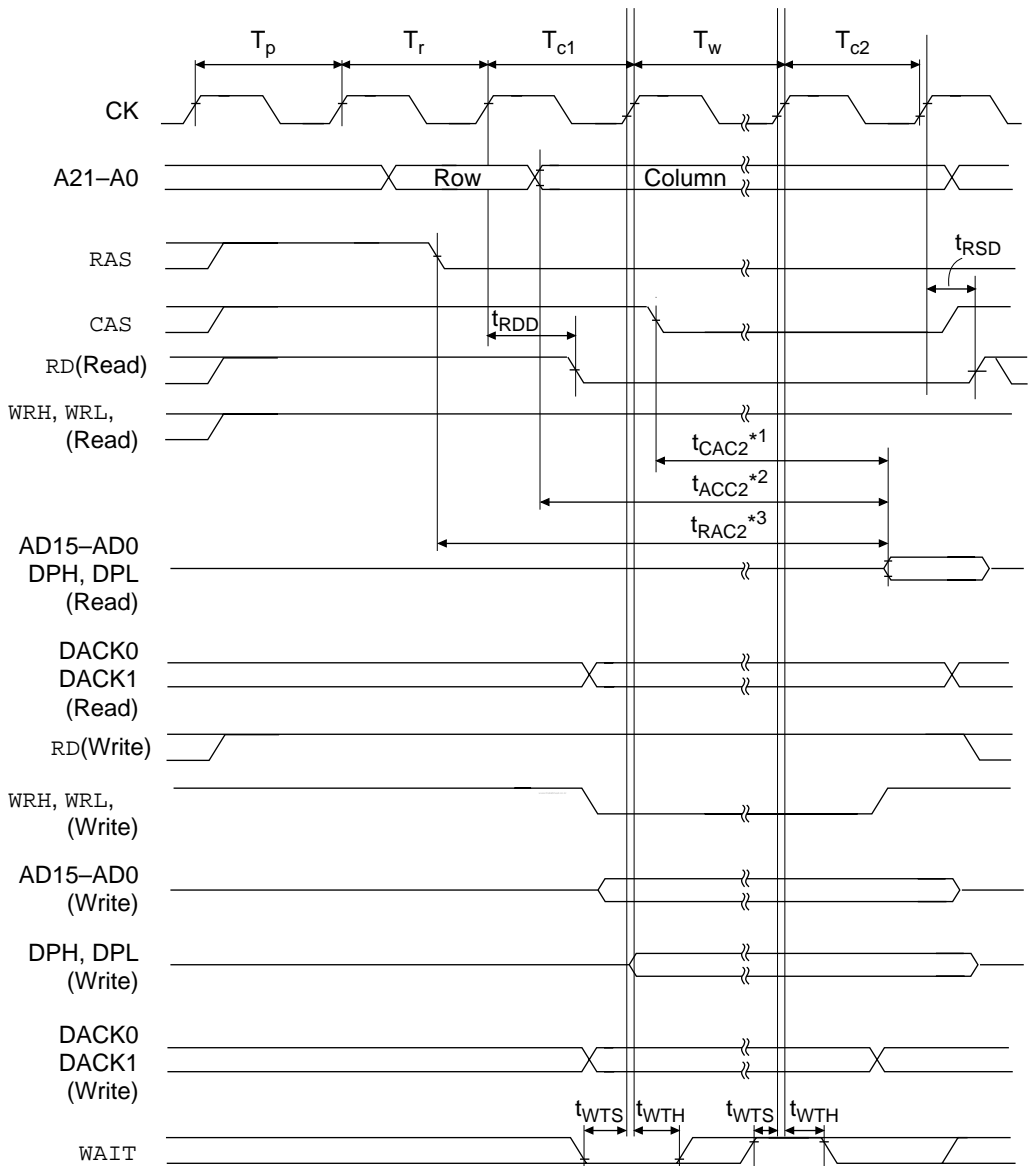 Tp Tr Tc1 Tw Tc2
CK
A21–A0 Row Column
RAS
tRSD
CAS
tRDD
RD(Read)
WRH, WRL,
(Read)
tCAC2*1
tACC2*2
tRAC2*3
AD15–AD0
DPH, DPL
(Read)
DACK0
DACK1
(Read)
RD(Write)
WRH, WRL,
(Write)
AD15–AD0
(Write)
DPH, DPL
(Write)
DACK0
DACK1
(Write)
tWTS tWTH tWTS tWTH
WAIT